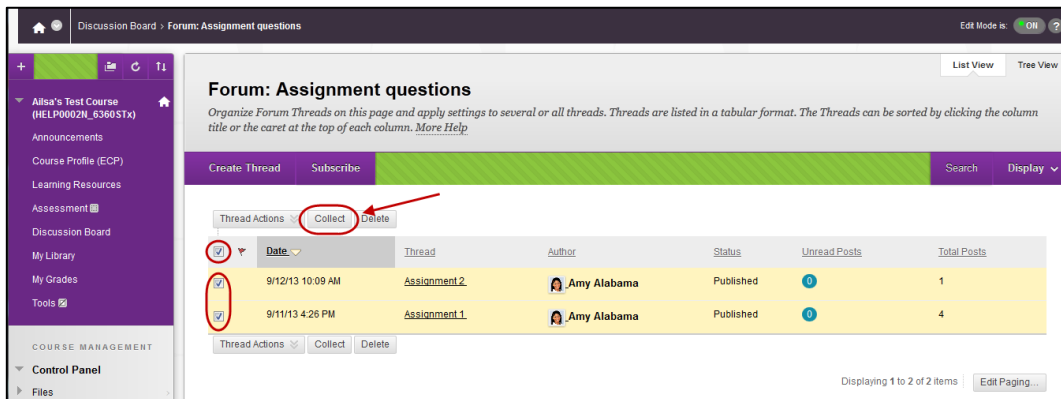 Discussion Board > Forum: Assignment questions
Edit Mode is: ON ?
List View Tree View
Ailsa's Test Course
(HELP0002N_6360STx)
Announcements
Course Profile (ECP)
Learning Resources
Assessment
Discussion Board
My Library
My Grades
Tools
COURSE MANAGEMENT
Control Panel
Files
Forum: Assignment questions
Organize Forum Threads on this page and apply settings to several or all threads. Threads are listed in a tabular format. The Threads can be sorted by clicking the column
title or the caret at the top of each column. More Help
Create Thread Subscribe Search Display
Thread Actions Collect Delete
Date Thread Author Status Unread Posts Total Posts
9/12/13 10:09 AM Assignment 2 Amy Alabama Published 0 1
9/11/13 4:26 PM Assignment 1 Amy Alabama Published 0 4
Thread Actions Collect Delete
Displaying 1 to 2 of 2 items Edit Paging...